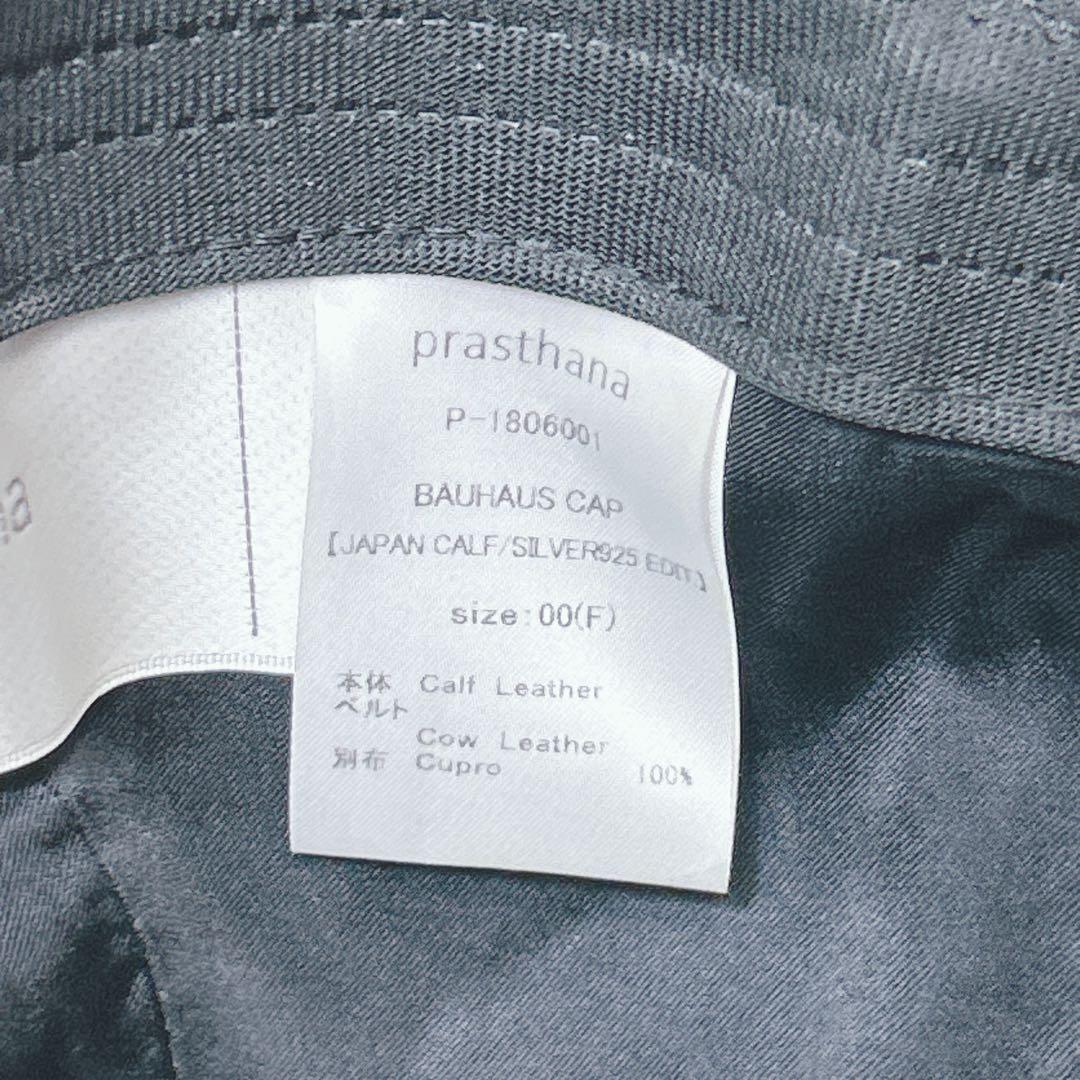 prasthana
P-1806001
BAUHAUS CAP
【JAPAN CALF/SILVER925 EDIT】
size:00(F)
本体 Calf Leather
ベルト
Cow Leather
別布 Cupro 100%